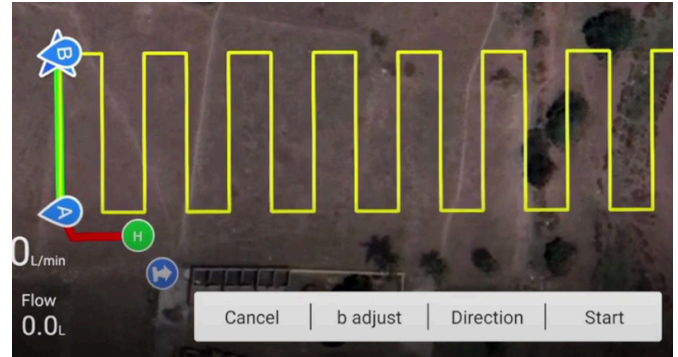 B
A
H
0L/min
Flow
0.0L
Cancel
b adjust
Direction
Start